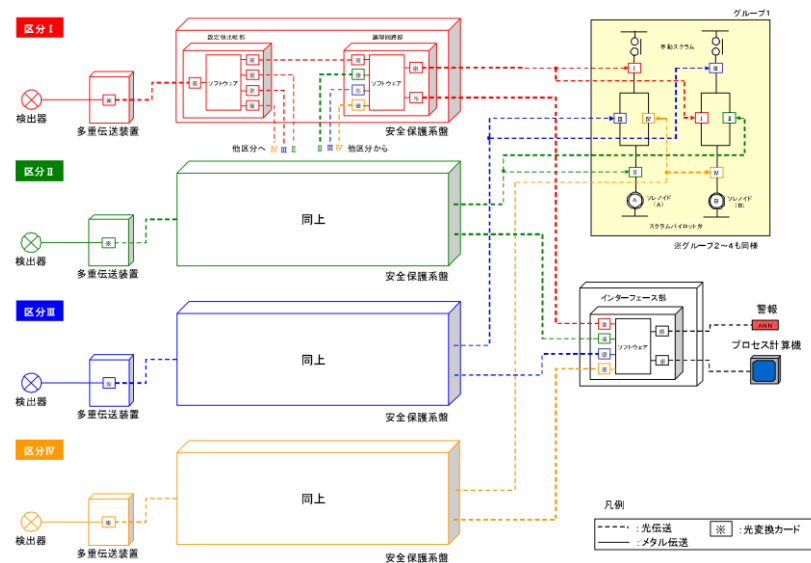 区分Ⅰ
検出器
※
多重伝送装置
設定値比較部
※
ソフトウェア
※
※
※
※
論理回路部
※
※
※
※
ソフトウェア
※
※
安全保護系盤
他区分へ Ⅳ Ⅲ Ⅱ
Ⅱ Ⅲ Ⅳ 他区分から
グループ1
手動スクラム
Ⅰ
Ⅲ
Ⅲ
Ⅳ
Ⅰ
Ⅱ
Ⅱ
Ⅳ
A
ソレノイド
(A)
B
ソレノイド
(B)
スクラムパイロット弁
※グループ2～4も同様
区分Ⅱ
検出器
※
多重伝送装置
同上
安全保護系盤
区分Ⅲ
検出器
※
多重伝送装置
同上
安全保護系盤
インターフェース部
※
※
※
※
ソフトウェア
※
※
警報
ANN
プロセス計算機
区分Ⅳ
検出器
※
多重伝送装置
同上
安全保護系盤
凡例
:光伝送
:メタル伝送
※ :光変換カード